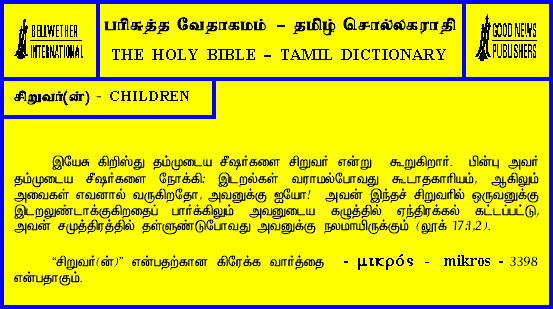 BELLWETHER
INTERNATIONAL
பரிசுத்த வேதாகமம் – தமிழ் சொல்லகராதி
THE HOLY BIBLE – TAMIL DICTIONARY
GOOD NEWS
PUBLISHERS
சிறுவர்(ன்) - CHILDREN
இயேசு கிறிஸ்து தம்முடைய சீஷர்களை சிறுவர் என்று கூறுகிறார். பின்பு அவர்
தம்முடைய சீஷர்களை நோக்கி: இடறல்கள் வராமல்போவது கூடாதகாரியம், ஆகிலும்
அவைகள் எவனால் வருகிறதோ, அவனுக்கு ஐயோ! அவன் இந்தச் சிறுவரில் ஒருவனுக்கு
இடறலுண்டாக்குகிறதைப் பார்க்கிலும் அவனுடைய கழுத்தில் ஏந்திரக்கல் கட்டப்பட்டு,
அவன் சமுத்திரத்தில் தள்ளுண்டுபோவது அவனுக்கு நலமாயிருக்கும் (லூக் 17:1,2).
“சிறுவர்(ன்)” என்பதற்கான கிரேக்க வார்த்தை - μικρός - mikros - 3398
என்பதாகும்.